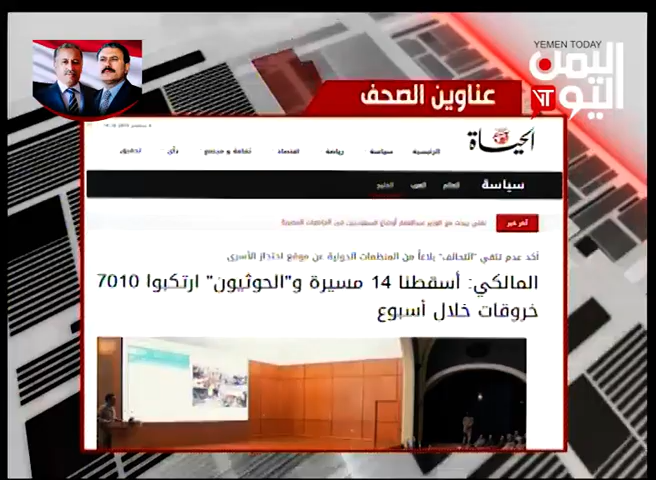 YEMEN TODAY
اليمن
اليوم
عناوين الصحف
الحياة
الرئيسية سياسة رياضة اقتصاد ثقافة و مجتمع رأي تحقيق
سياسة العالم العرب الخليج
آخر خبر
أكد عدم تلقي "التحالف" بلاغاً من المنظمات الدولية عن موقع احتجاز الأسرى
المالكي: أسقطنا 14 مسيرة و"الحوثيون" ارتكبوا 7010
خروقات خلال أسبوع